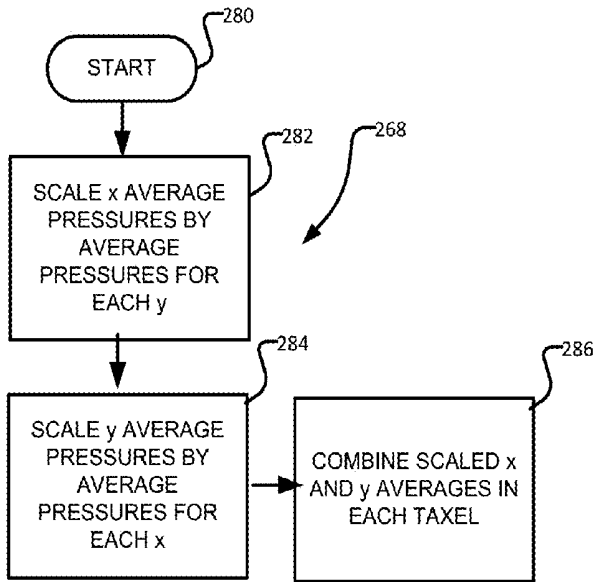 280
START
282
268
SCALE x AVERAGE
PRESSURES BY
AVERAGE
PRESSURES FOR
EACH y
284
286
SCALE y AVERAGE
PRESSURES BY
AVERAGE
PRESSURES FOR
EACH x
COMBINE SCALED x
AND y AVERAGES IN
EACH TAXEL